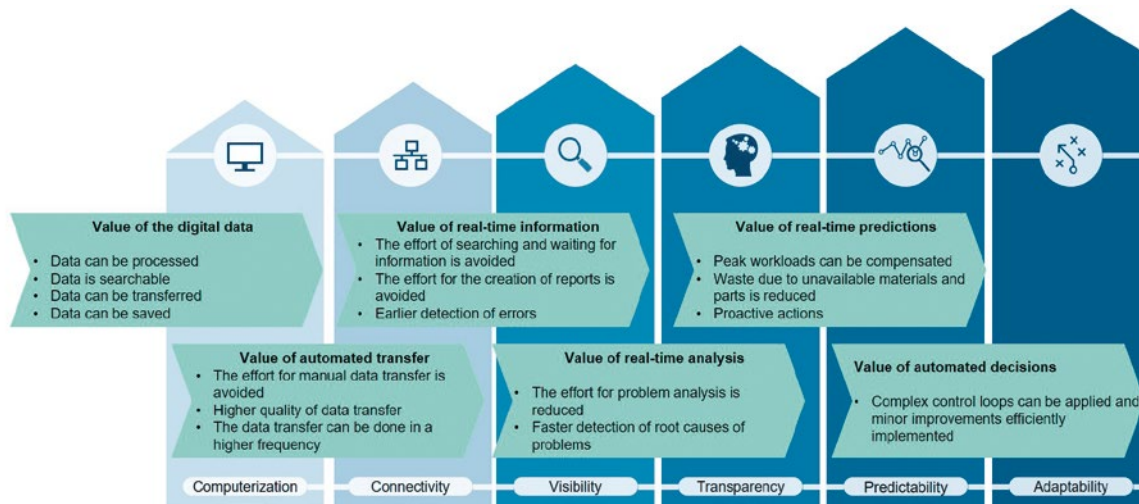 Value of the digital data
• Data can be processed
• Data is searchable
• Data can be transferred
• Data can be saved
Value of real-time information
• The effort of searching and waiting for
information is avoided
• The effort for the creation of reports is
avoided
• Earlier detection of errors
Value of real-time predictions
• Peak workloads can be compensated
• Waste due to unavailable materials and
parts is reduced
• Proactive actions
Value of automated transfer
• The effort for manual data transfer is
avoided
• Higher quality of data transfer
• The data transfer can be done in a
higher frequency
Value of real-time analysis
• The effort for problem analysis is
reduced
• Faster detection of root causes of
problems
Value of automated decisions
• Complex control loops can be applied and
minor improvements efficiently
implemented
Computerization
Connectivity
Visibility
Transparency
Predictability
Adaptability